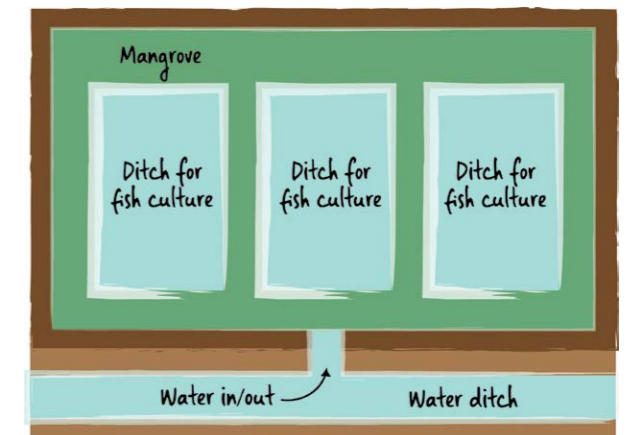 Mangrove
Ditch for
fish culture
Ditch for
fish culture
Ditch for
fish culture
Water in/out
Water ditch